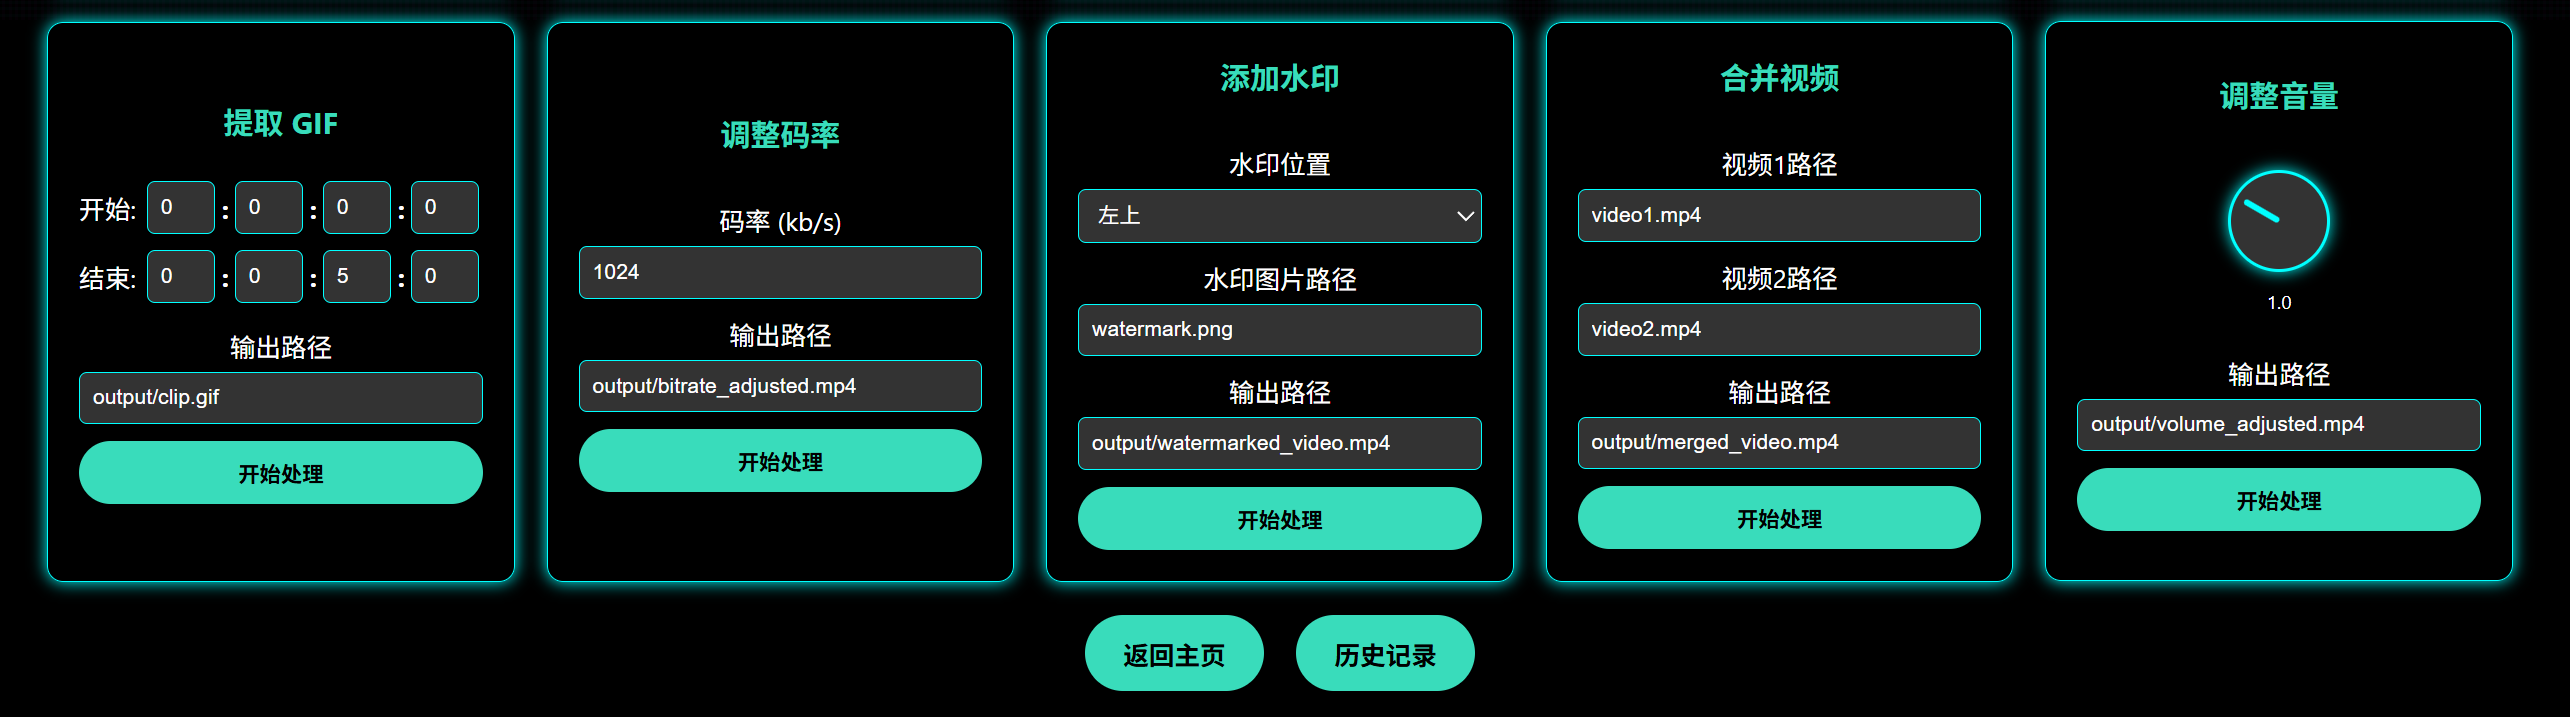 提取 GIF
开始: 0 : 0 : 0 : 0
结束: 0 : 0 : 5 : 0
输出路径
output/clip.gif
开始处理
调整码率
码率 (kb/s)
1024
输出路径
output/bitrate_adjusted.mp4
开始处理
添加水印
水印位置
左上
水印图片路径
watermark.png
输出路径
output/watermarked_video.mp4
开始处理
合并视频
视频1路径
video1.mp4
视频2路径
video2.mp4
输出路径
output/merged_video.mp4
开始处理
调整音量
1.0
输出路径
output/volume_adjusted.mp4
开始处理
返回主页
历史记录